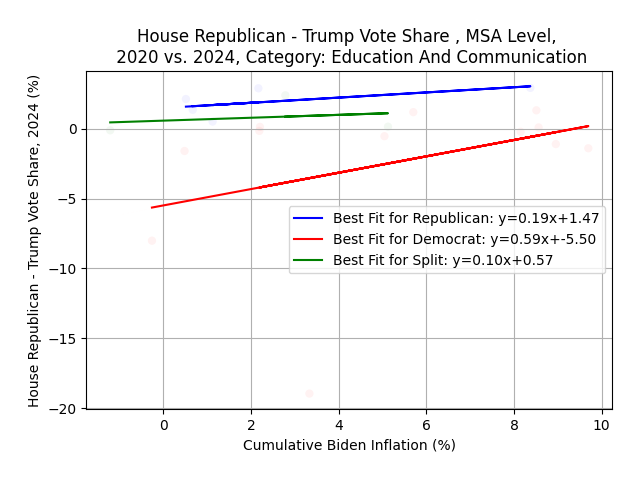 House Republican - Trump Vote Share , MSA Level,
2020 vs. 2024, Category: Education And Communication
House Republican - Trump Vote Share, 2024 (%)
0
−5
−10
−15
−20
Best Fit for Republican: y=0.19x+1.47
Best Fit for Democrat: y=0.59x+-5.50
Best Fit for Split: y=0.10x+0.57
0 2 4 6 8 10
Cumulative Biden Inflation (%)